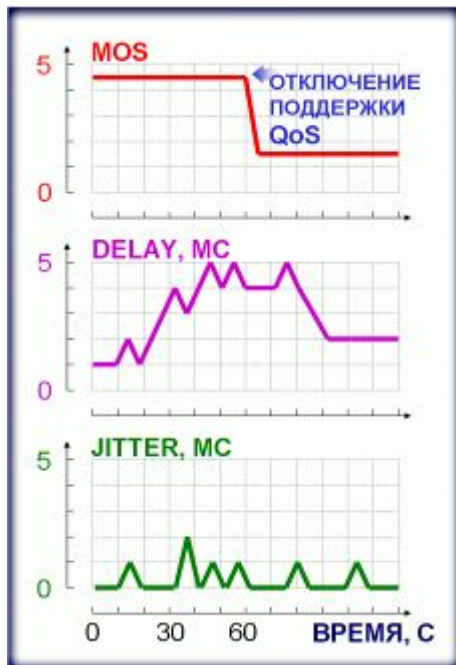 MOS
5
ОТКЛЮЧЕНИЕ
ПОДДЕРЖКИ
QoS
0
DELAY, МС
5
0
JITTER, МС
5
0
0 30 60 ВРЕМЯ, С